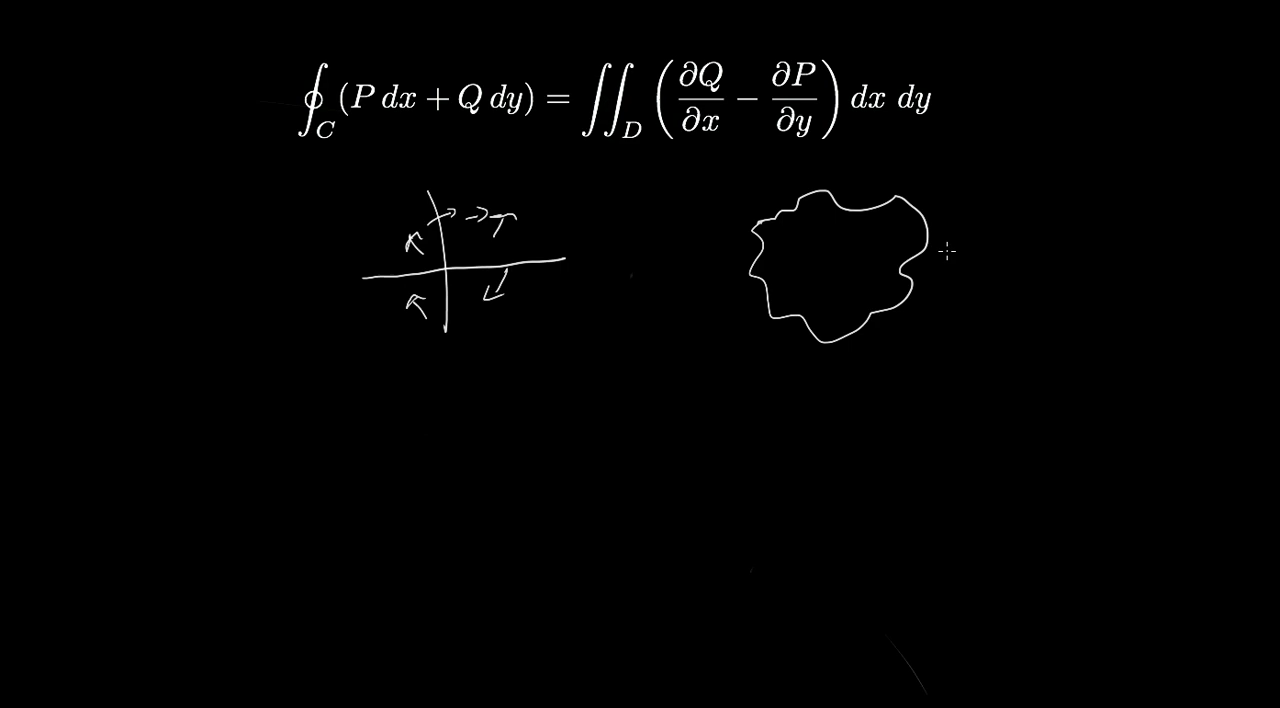 ∮_C (P dx + Q dy) = ∬_D (∂Q/∂x − ∂P/∂y) dx dy